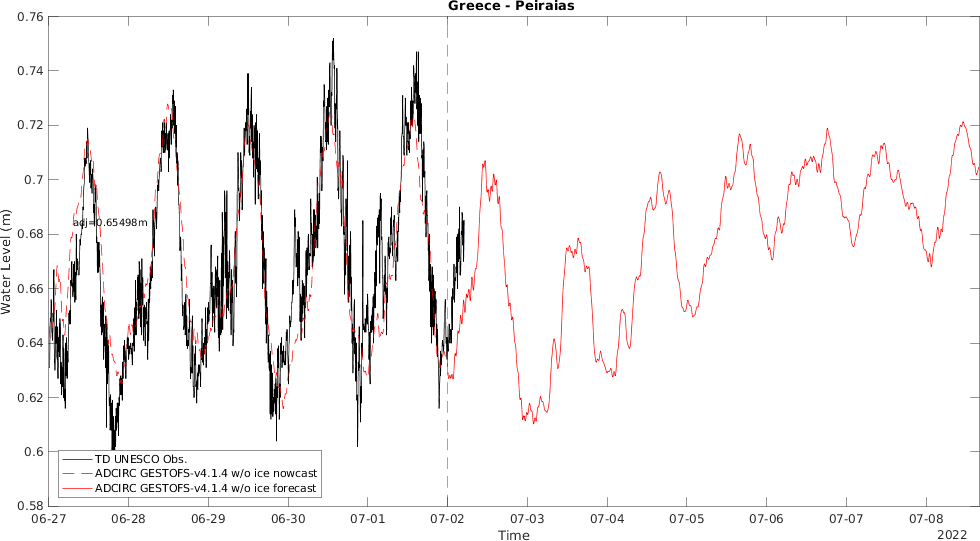 Greece - Peiraias
0.76
0.74
0.72
0.7
0.68
0.66
0.64
0.62
0.6
0.58
Water Level (m)
adj=0.65498m
TD UNESCO Obs.
ADCIRC GESTOFS-v4.1.4 w/o ice nowcast
ADCIRC GESTOFS-v4.1.4 w/o ice forecast
06-27 06-28 06-29 06-30 07-01 07-02 07-03 07-04 07-05 07-06 07-07 07-08
Time
2022